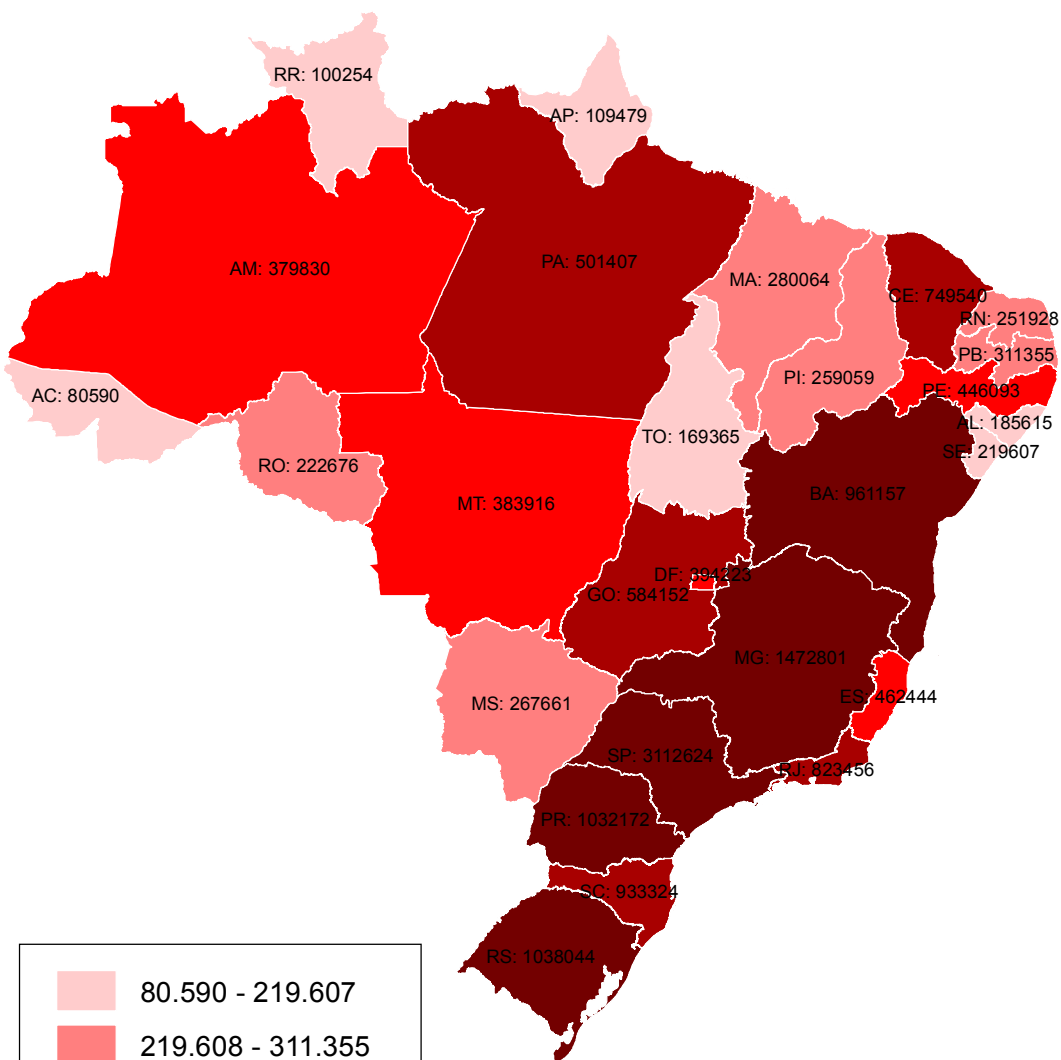 RR: 100254
AP: 109479
AM: 379830
PA: 501407
MA: 280064
CE: 749540
RN: 251928
PB: 311355
PI: 259059
PE: 446093
AC: 80590
AL: 185615
TO: 169365
SE: 219607
RO: 222676
BA: 961157
MT: 383916
DF: 394223
GO: 584152
MG: 1472801
ES: 462444
MS: 267661
SP: 3112624
RJ: 823456
PR: 1032172
SC: 933324
RS: 1038044
80.590 - 219.607
219.608 - 311.355